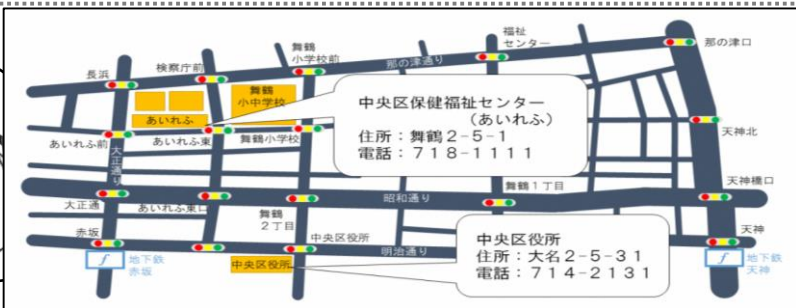 福祉
センター
舞鶴
小学校前
那の津通り
那の津口
検察庁前
長浜
舞鶴
小中学校
あいれふ
あいれふ前
あいれふ東
舞鶴小学校
中央区保健福祉センター
（あいれふ）
住所：舞鶴２-５-１
電話：７１８-１１１１
天神北
大正通り
大正通
あいれふ東口
昭和通り
舞鶴１丁目
天神橋口
舞鶴
２丁目
赤坂
中央区役所
明治通り
天神
中央区役所
住所：大名２-５-３１
電話：７１４-２１３１
f
地下鉄
赤坂
中央区役所
f
地下鉄
天神